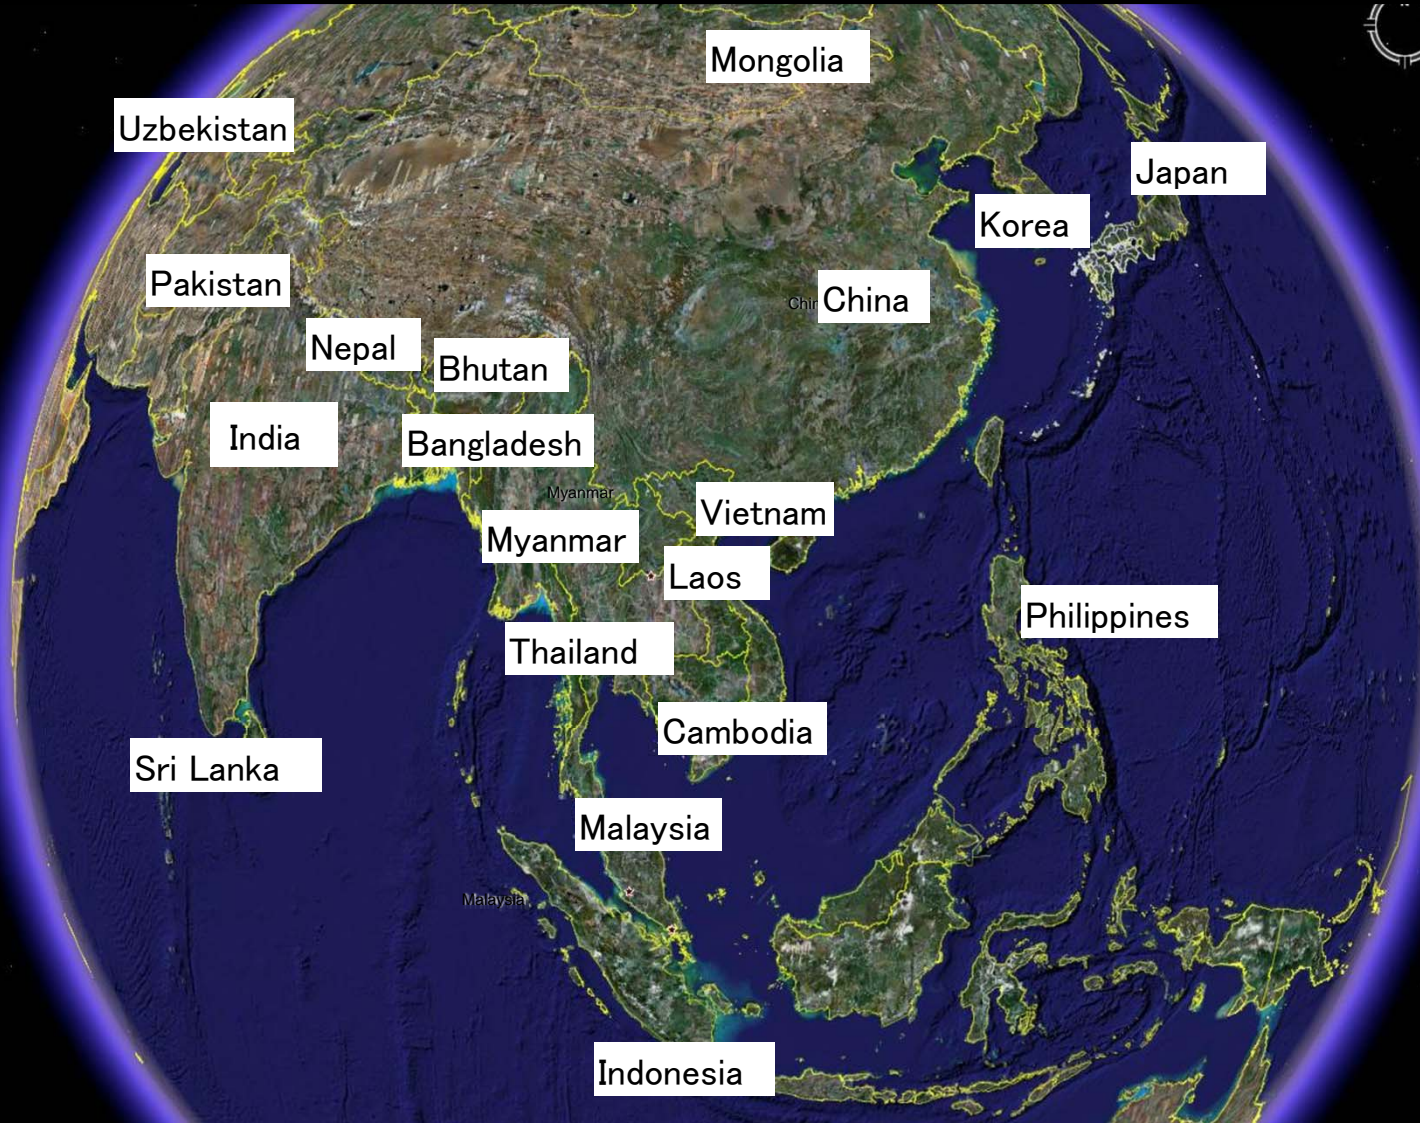 Mongolia
Uzbekistan
Japan
Korea
Pakistan
Chi
China
Nepal
Bhutan
India
Bangladesh
Myanmar
Vietnam
Myanmar
Laos
Philippines
Thailand
Cambodia
Sri Lanka
Malaysia
Malaysia
Indonesia